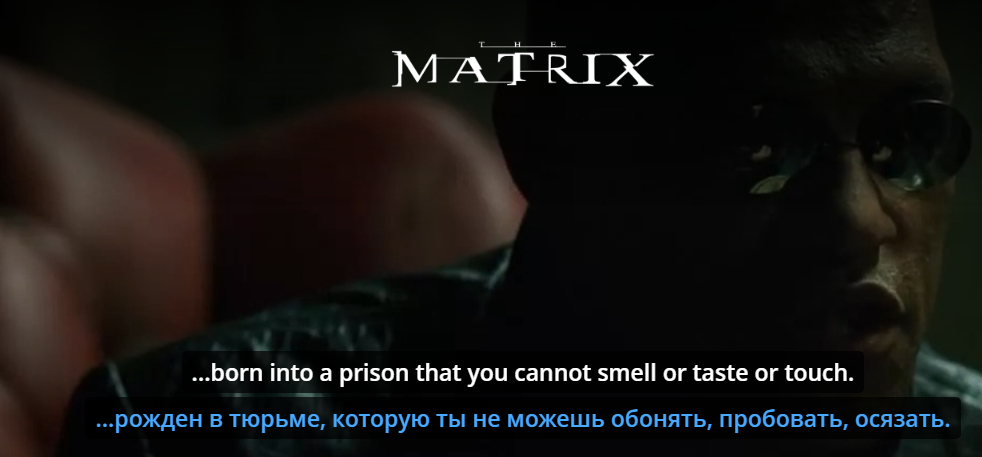 THE
MATRIX
...born into a prison that you cannot smell or taste or touch.
...рожден в тюрьме, которую ты не можешь обонять, пробовать, осязать.